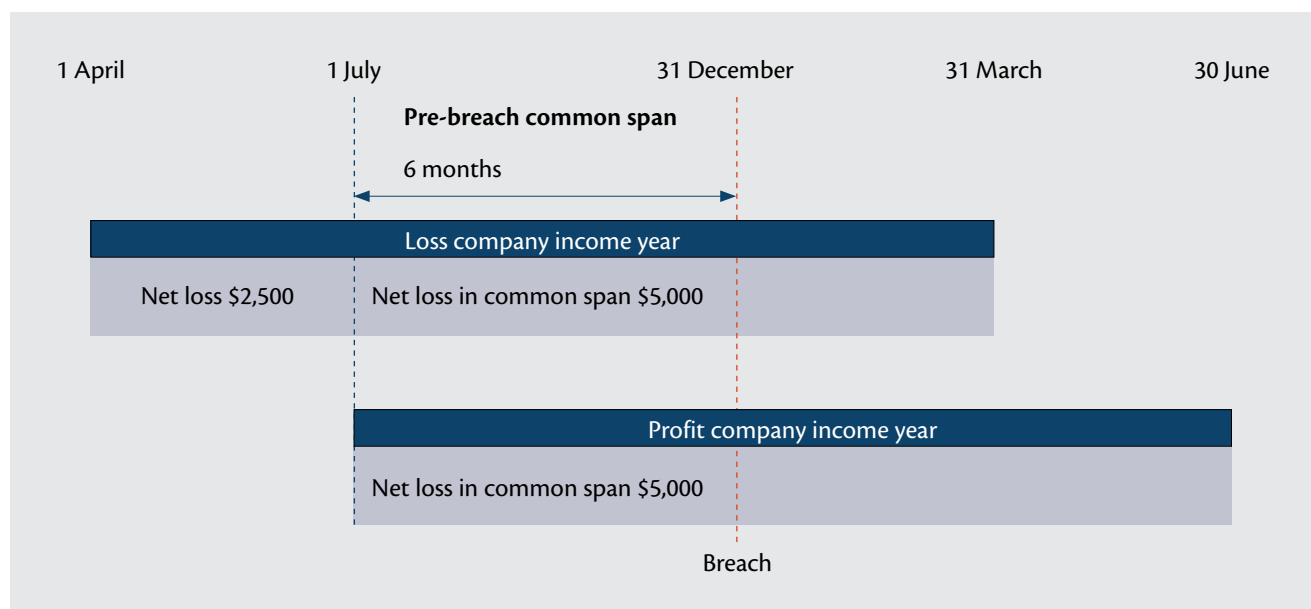 1 April
1 July
31 December
31 March
30 June
Pre-breach common span
6 months
Loss company income year
Net loss $2,500
Net loss in common span $5,000
Profit company income year
Net loss in common span $5,000
Breach